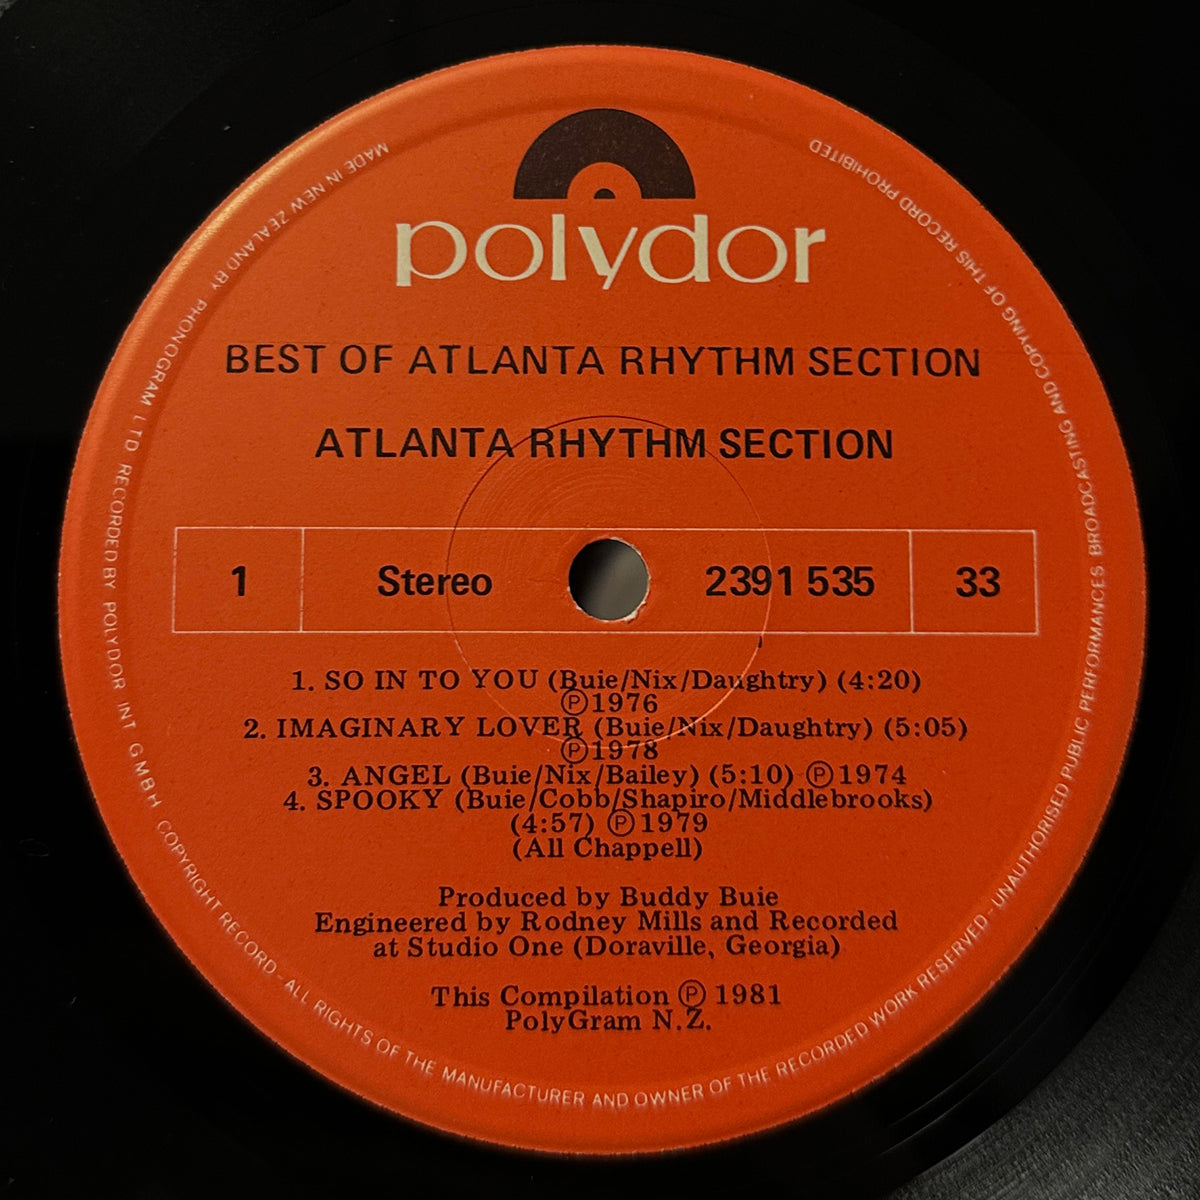 polydor
BEST OF ATLANTA RHYTHM SECTION
ATLANTA RHYTHM SECTION
1 Stereo 2391 535 33
1. SO IN TO YOU (Buie/Nix/Daughtry) (4:20)
Ⓟ1976
2. IMAGINARY LOVER (Buie/Nix/Daughtry) (5:05)
Ⓟ1978
3. ANGEL (Buie/Nix/Bailey) (5:10) Ⓟ1974
4. SPOOKY (Buie/Cobb/Shapiro/Middlebrooks)
(4:57) Ⓟ1979
(All Chappell)
Produced by Buddy Buie
Engineered by Rodney Mills and Recorded
at Studio One (Doraville, Georgia)
This Compilation Ⓟ 1981
PolyGram N.Z.
MADE IN NEW ZEALAND BY PHONOGRAM LTD RECORDED BY POLYDOR INT GMBH COPYRIGHT RECORD - ALL RIGHTS OF THE MANUFACTURER AND OWNER OF THE RECORDED WORK RESERVED - UNAUTHORISED PUBLIC PERFORMANCES BROADCASTING AND COPYING OF THIS RECORD PROHIBITED